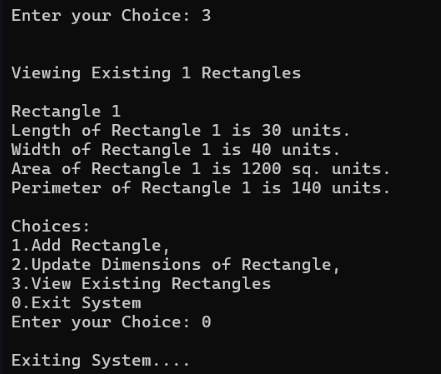 Enter your Choice: 3
Viewing Existing 1 Rectangles
Rectangle 1
Length of Rectangle 1 is 30 units.
Width of Rectangle 1 is 40 units.
Area of Rectangle 1 is 1200 sq. units.
Perimeter of Rectangle 1 is 140 units.
Choices:
1.Add Rectangle,
2.Update Dimensions of Rectangle,
3.View Existing Rectangles
0.Exit System
Enter your Choice: 0
Exiting System....